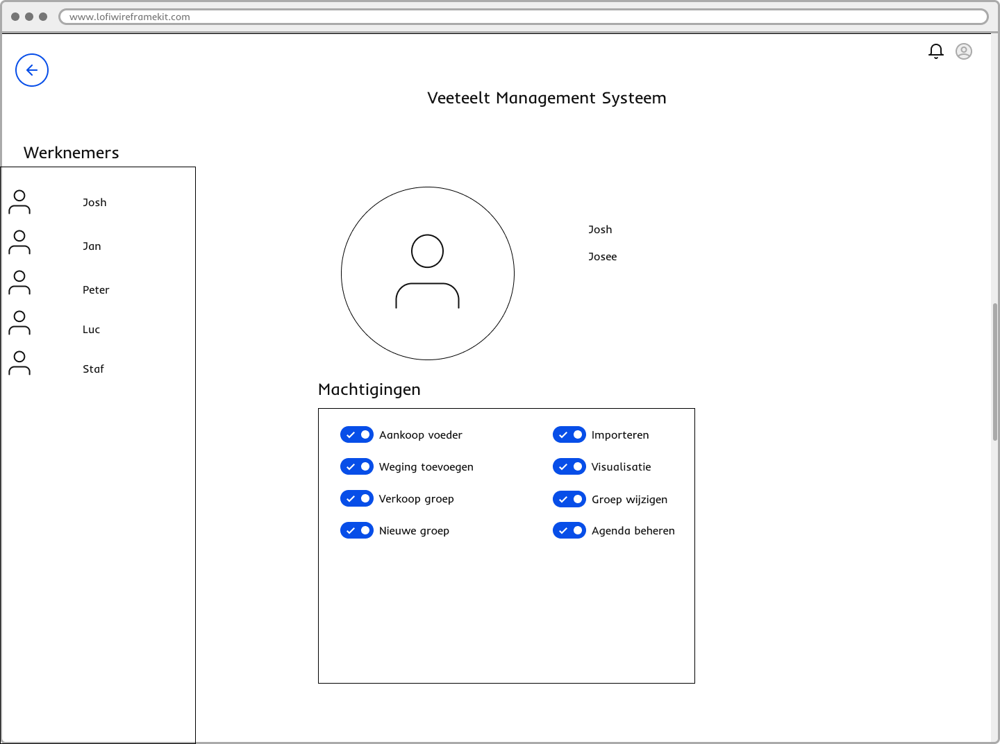 www.lofiwireframekit.com
Veeteelt Management Systeem
Werknemers
Josh
Jan
Peter
Luc
Staf
Josh
Josee
Machtigingen
Aankoop voeder
Importeren
Weging toevoegen
Visualisatie
Verkoop groep
Groep wijzigen
Nieuwe groep
Agenda beheren